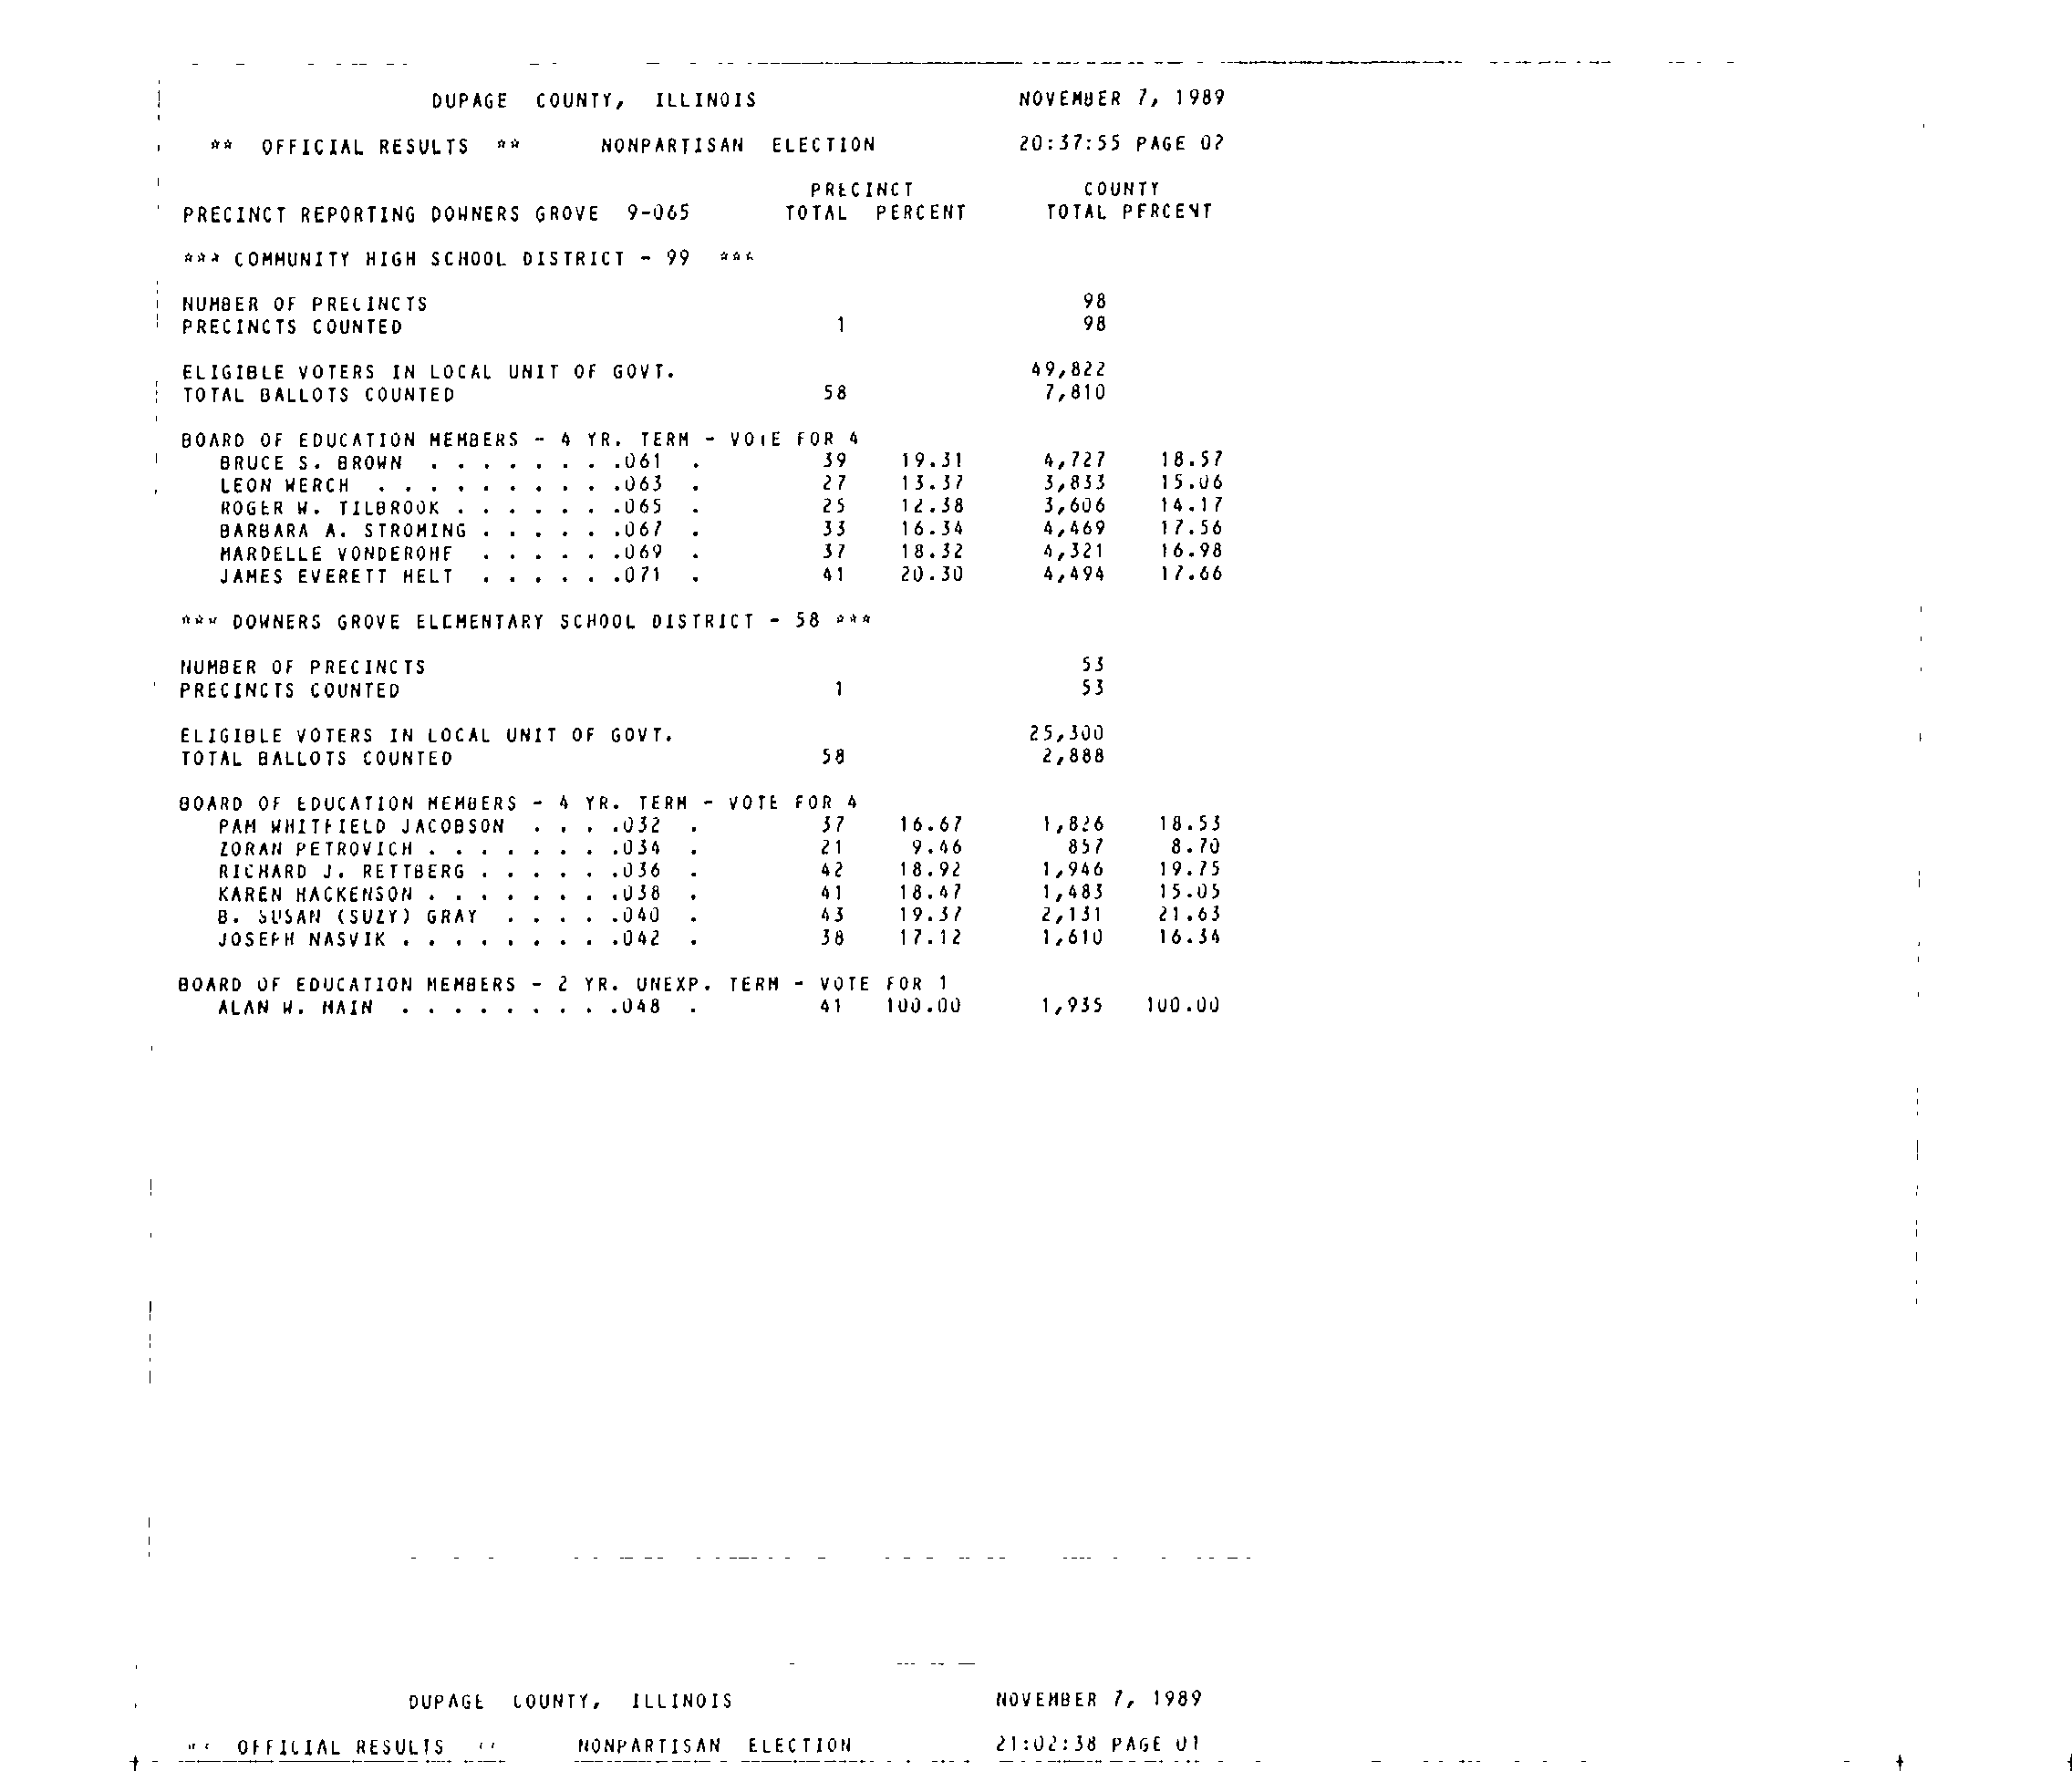 DUPAGE COUNTY, ILLINOIS NOVEMBER 7, 1989
** OFFICIAL RESULTS ** NONPARTISAN ELECTION 20:37:55 PAGE 02
PRECINCT COUNTY
PRECINCT REPORTING DOWNERS GROVE 9-065 TOTAL PERCENT TOTAL PERCENT
*** COMMUNITY HIGH SCHOOL DISTRICT - 99 ***
NUMBER OF PRECINCTS 98
PRECINCTS COUNTED 1 98
ELIGIBLE VOTERS IN LOCAL UNIT OF GOVT. 49,822
TOTAL BALLOTS COUNTED 58 7,810
BOARD OF EDUCATION MEMBERS - 4 YR. TERM - VOTE FOR 4
BRUCE S. BROWN . . . . . . . .061 . 39 19.31 4,727 18.57
LEON WERCH . . . . . . . . . .063 . 27 13.37 3,833 15.06
ROGER W. TILBROOK . . . . . . .065 . 25 12.38 3,606 14.17
BARBARA A. STROMING . . . . . .067 . 33 16.34 4,469 17.56
MARDELLE VONDEROHE . . . . . .069 . 37 18.32 4,321 16.98
JAMES EVERETT HELT . . . . . .071 . 41 20.30 4,494 17.66
*** DOWNERS GROVE ELEMENTARY SCHOOL DISTRICT - 58 ***
NUMBER OF PRECINCTS 53
PRECINCTS COUNTED 1 53
ELIGIBLE VOTERS IN LOCAL UNIT OF GOVT. 25,300
TOTAL BALLOTS COUNTED 58 2,888
BOARD OF EDUCATION MEMBERS - 4 YR. TERM - VOTE FOR 4
PAM WHITFIELD JACOBSON . . . .032 . 37 16.67 1,826 18.53
ZORAN PETROVICH . . . . . . . .034 . 21 9.46 857 8.70
RICHARD J. RETTBERG . . . . . .036 . 42 18.92 1,946 19.75
KAREN HACKENSON . . . . . . . .038 . 41 18.47 1,483 15.05
B. SUSAN (SUZY) GRAY . . . . .040 . 43 19.37 2,131 21.63
JOSEPH NASVIK . . . . . . . . .042 . 38 17.12 1,610 16.34
BOARD OF EDUCATION MEMBERS - 2 YR. UNEXP. TERM - VOTE FOR 1
ALAN W. MAIN . . . . . . . . .048 . 41 100.00 1,935 100.00
DUPAGE COUNTY, ILLINOIS NOVEMBER 7, 1989
** OFFICIAL RESULTS ** NONPARTISAN ELECTION 21:02:38 PAGE 01